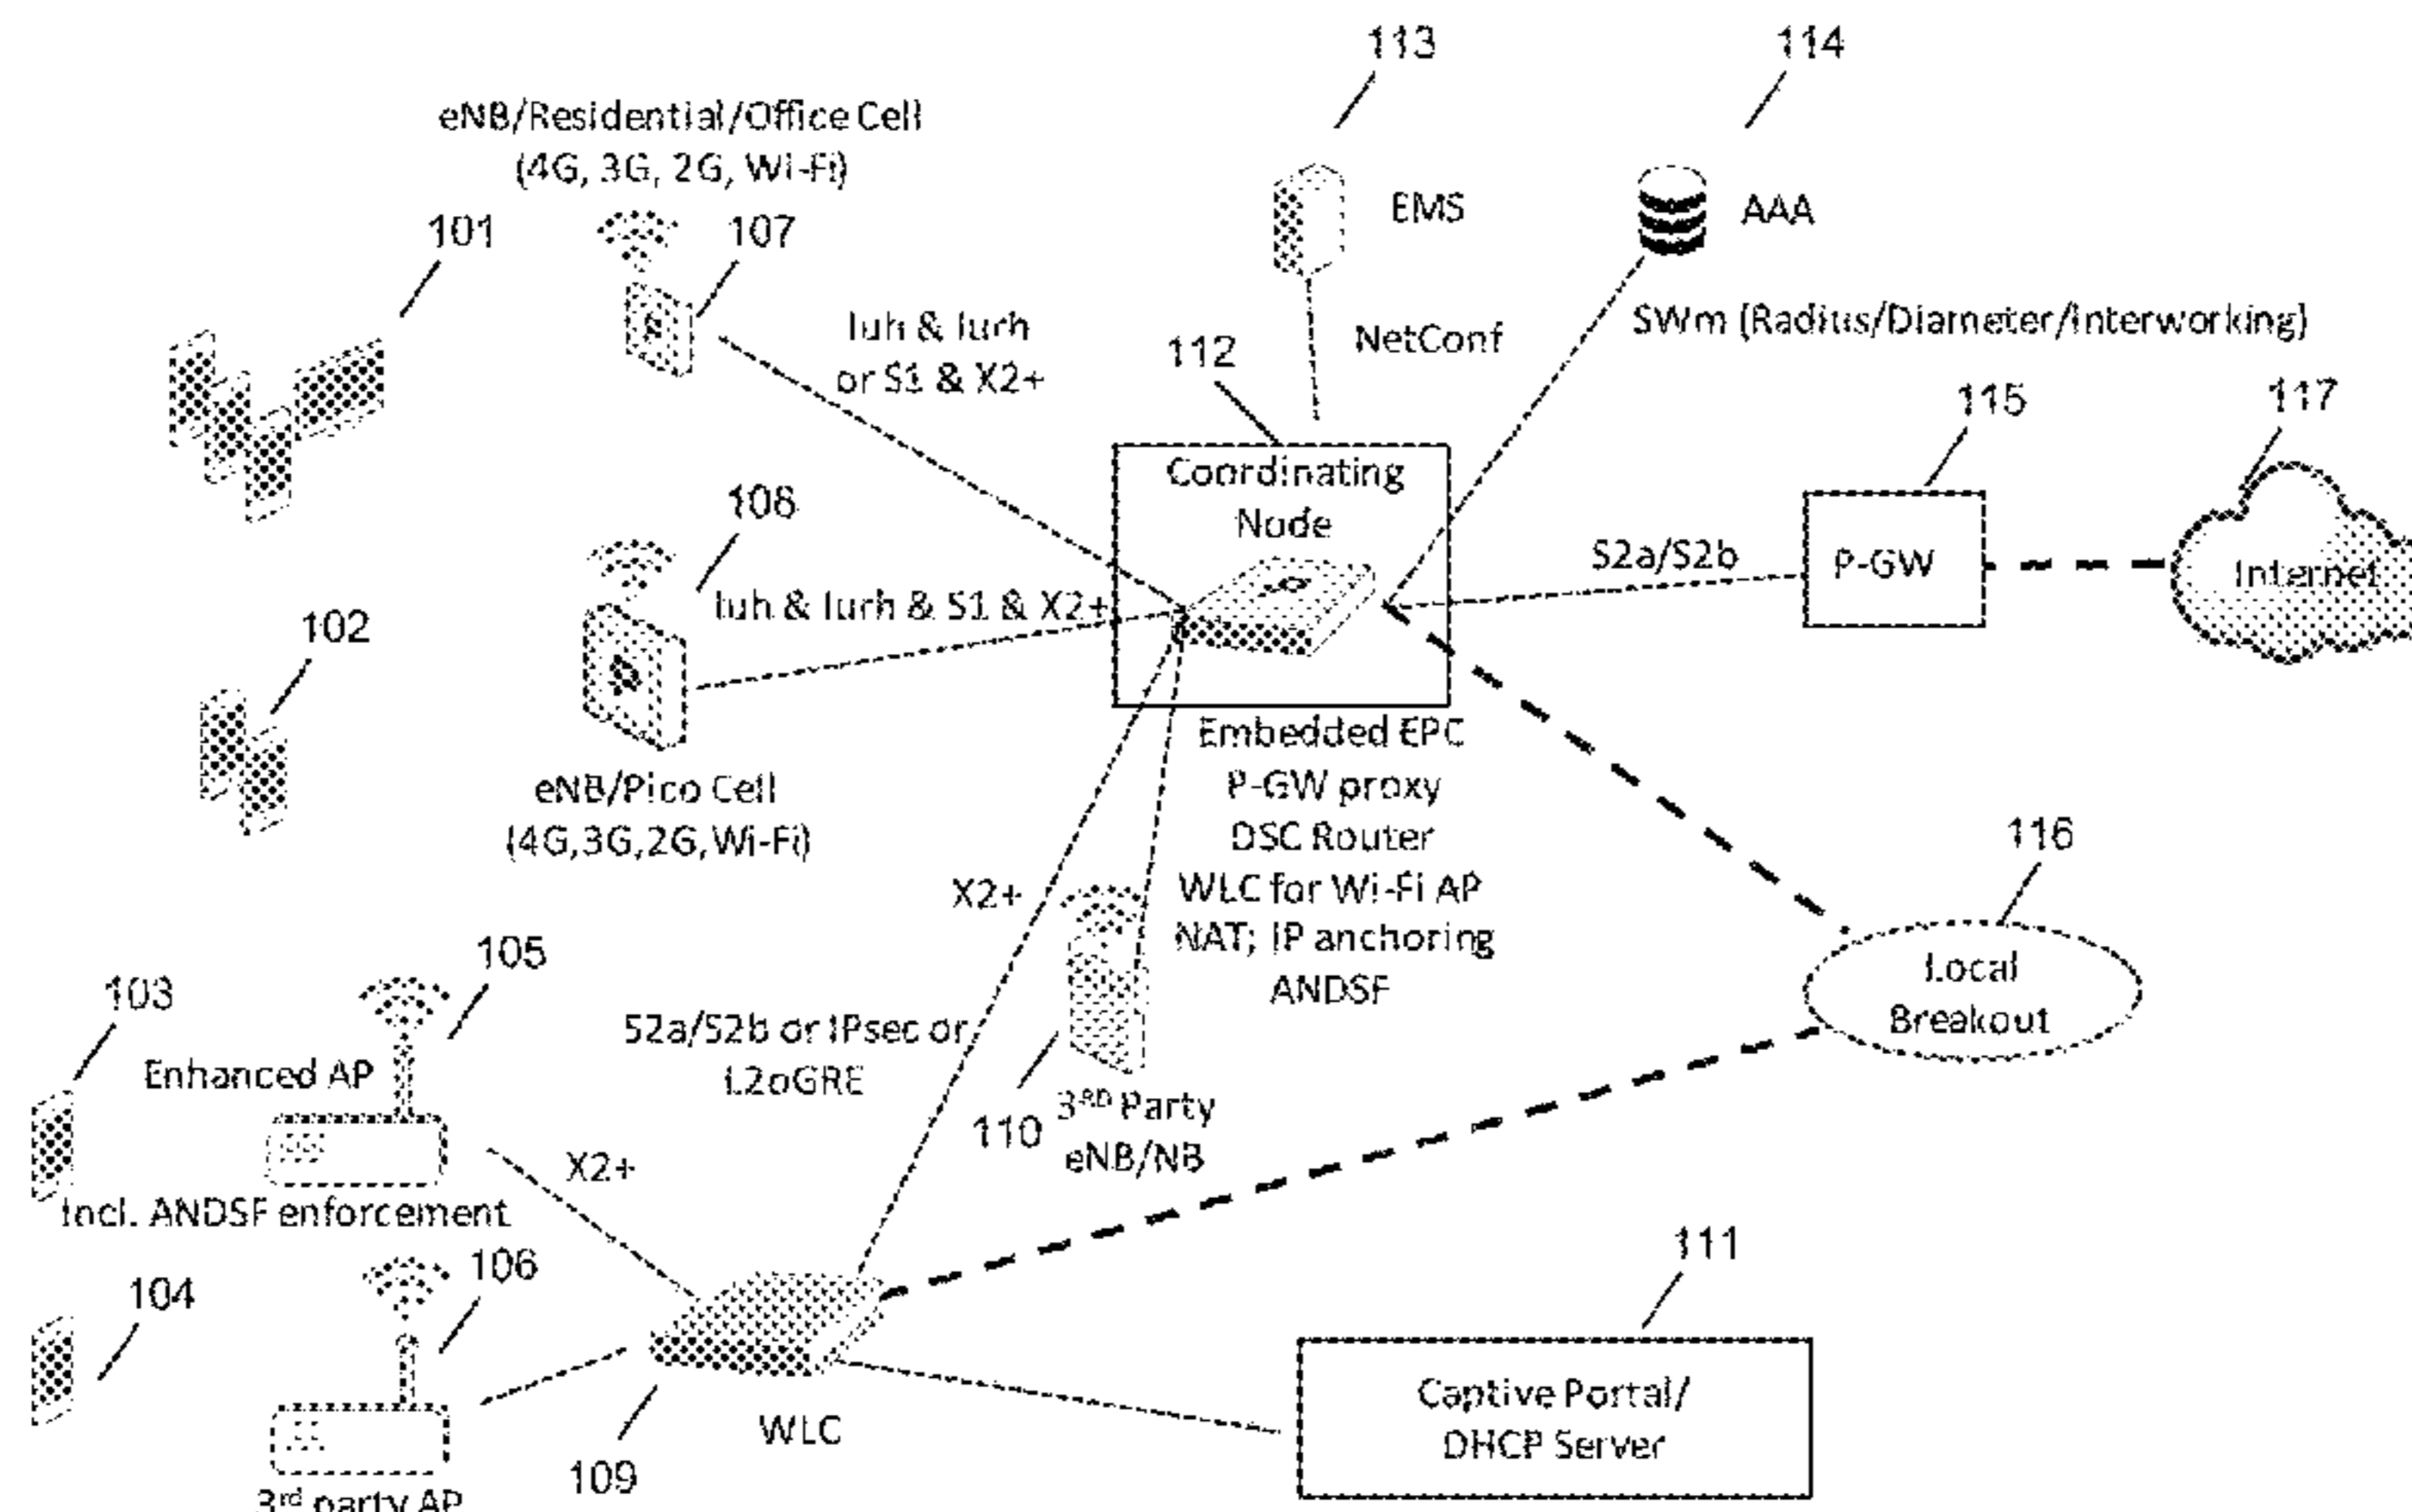 113
114
eNB/Residential/Office Cell
(4G, 3G, 2G, Wi-Fi)
101
107
EMS
AAA
Iuh & Iurh
or S1 & X2+
112
NetConf
SWm (Radius/Diameter/Interworking)
115
117
Coordinating
Node
108
S2a/S2b
P-GW
Internet
Iuh & Iurh & S1 & X2+
102
Embedded EPC
P-GW proxy
DSC Router
WLC for Wi-Fi AP
NAT; IP anchoring
ANDSF
eNB/Pico Cell
(4G,3G,2G,Wi-Fi)
116
X2+
Local
Breakout
105
103
Enhanced AP
S2a/S2b or IPsec or
L2oGRE
110
3RD Party
eNB/NB
X2+
Incl. ANDSF enforcement
106
104
111
WLC
109
Captive Portal/
DHCP Server
3rd party AP